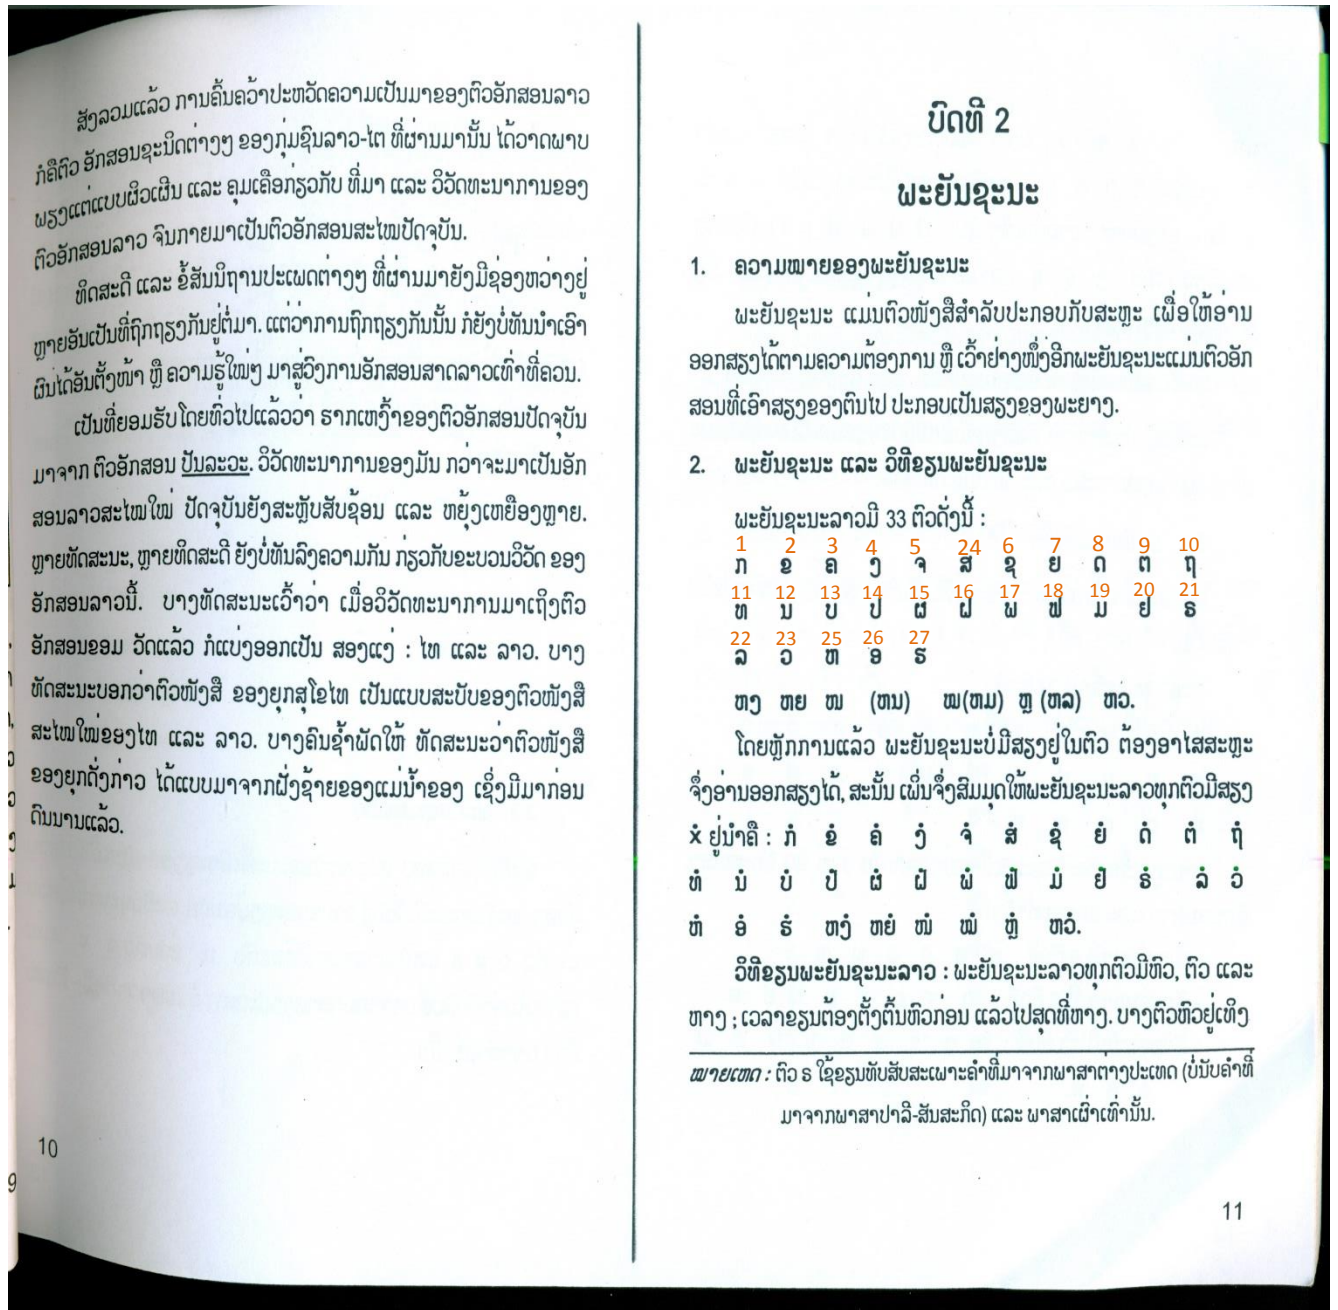 ສັງລວມແລ້ວ ການຄົ້ນຄວ້າປະຫວັດຄວາມເປັນມາຂອງຕົວອັກສອນລາວ
ກໍຄືຕົວ ອັກສອນຊະນິດຕ່າງໆ ຂອງກຸ່ມຊົນລາວ-ໄຕ ທີ່ຜ່ານມານັ້ນ ໄດ້ວາດພາບ
ພຽງແຕ່ແບບຜິວເຜີນ ແລະ ຄຸມເຄືອກ່ຽວກັບ ທີ່ມາ ແລະ ວິວັດທະນາການຂອງ
ຕົວອັກສອນລາວ ຈົນກາຍມາເປັນຕົວອັກສອນສະໄໝປັດຈຸບັນ.
ທິດສະດີ ແລະ ຂໍ້ສັນນິຖານປະເພດຕ່າງໆ ທີ່ຜ່ານມາຍັງມີຊ່ອງຫວ່າງຢູ່
ຫຼາຍອັນເປັນທີ່ຖົກຖຽງກັນຢູ່ຕໍ່ມາ. ແຕ່ວ່າການຖົກຖຽງກັນນັ້ນ ກໍຍັງບໍ່ທັນນຳເອົາ
ຜົນໄດ້ອັນຕັ້ງໜ້າ ຫຼື ຄວາມຮູ້ໃໝ່ໆ ມາສູ່ວົງການອັກສອນສາດລາວເທົ່າທີ່ຄວນ.
ເປັນທີ່ຍອມຮັບໂດຍທົ່ວໄປແລ້ວວ່າ ຮາກເຫງົ້າຂອງຕົວອັກສອນປັດຈຸບັນ
ມາຈາກ ຕົວອັກສອນ ປັນລະວະ. ວິວັດທະນາການຂອງມັນ ກວ່າຈະມາເປັນອັກ
ສອນລາວສະໄໝໃໝ່ ປັດຈຸບັນຍັງສະຫຼັບສັບຊ້ອນ ແລະ ຫຍຸ້ງເຫຍືອງຫຼາຍ.
ຫຼາຍທັດສະນະ, ຫຼາຍທິດສະດີ ຍັງບໍ່ທັນລົງຄວາມກັນ ກ່ຽວກັບຂະບວນວິວັດ ຂອງ
ອັກສອນລາວນີ້. ບາງທັດສະນະເວົ້າວ່າ ເມື່ອວິວັດທະນາການມາເຖິງຕົວ
ອັກສອນຂອມ ວັດແລ້ວ ກໍແບ່ງອອກເປັນ ສອງແງ່ : ໄທ ແລະ ລາວ. ບາງ
ທັດສະນະບອກວ່າຕົວໜັງສື ຂອງຍຸກສຸໂຂໄທ ເປັນແບບສະບັບຂອງຕົວໜັງສື
ສະໄໝໃໝ່ຂອງໄທ ແລະ ລາວ. ບາງຄົນຊ້ຳພັດໃຫ້ ທັດສະນະວ່າຕົວໜັງສື
ຂອງຍຸກດັ່ງກ່າວ ໄດ້ແບບມາຈາກຝັ່ງຊ້າຍຂອງແມ່ນ້ຳຂອງ ເຊິ່ງມີມາກ່ອນ
ດົນນານແລ້ວ.
10
ບົດທີ 2
ພະຍັນຊະນະ
1. ຄວາມໝາຍຂອງພະຍັນຊະນະ
ພະຍັນຊະນະ ແມ່ນຕົວໜັງສືສຳລັບປະກອບກັບສະຫຼະ ເພື່ອໃຫ້ອ່ານ
ອອກສຽງໄດ້ຕາມຄວາມຕ້ອງການ ຫຼື ເວົ້າຢ່າງໜຶ່ງອີກພະຍັນຊະນະແມ່ນຕົວອັກ
ສອນທີ່ເອົາສຽງຂອງຕົນໄປ ປະກອບເປັນສຽງຂອງພະຍາງ.
2. ພະຍັນຊະນະ ແລະ ວິທີຂຽນພະຍັນຊະນະ
ພະຍັນຊະນະລາວມີ 33 ຕົວດັ່ງນີ້ :
1 2 3 4 5 24 6 7 8 9 10
ກ ຂ ຄ ງ ຈ ສ ຊ ຍ ດ ຕ ຖ
11 12 13 14 15 16 17 18 19 20 21
ທ ນ ບ ປ ຜ ຝ ພ ຟ ມ ຢ ຣ
22 23 25 26 27
ລ ວ ຫ ອ ຮ
ຫງ ຫຍ ໜ (ຫນ) ໝ(ຫມ) ຫຼ (ຫລ) ຫວ.
ໂດຍຫຼັກການແລ້ວ ພະຍັນຊະນະບໍ່ມີສຽງຢູ່ໃນຕົວ ຕ້ອງອາໄສສະຫຼະ
ຈຶ່ງອ່ານອອກສຽງໄດ້, ສະນັ້ນ ເພິ່ນຈຶ່ງສົມມຸດໃຫ້ພະຍັນຊະນະລາວທຸກຕົວມີສຽງ
xໍ ຢູ່ນຳຄື : ກໍ ຂໍ ຄໍ ງໍ ຈໍ ສໍ ຊໍ ຍໍ ດໍ ຕໍ ຖໍ
ທໍ ນໍ ບໍ ປໍ ຜໍ ຝໍ ພໍ ຟໍ ມໍ ຢໍ ຣໍ ລໍ ວໍ
ຫໍ ອໍ ຮໍ ຫງໍ ຫຍໍ ໜໍ ໝໍ ຫຼໍ ຫວໍ.
ວິທີຂຽນພະຍັນຊະນະລາວ : ພະຍັນຊະນະລາວທຸກຕົວມີຫົວ, ຕົວ ແລະ
ຫາງ ; ເວລາຂຽນຕ້ອງຕັ້ງຕົ້ນຫົວກ່ອນ ແລ້ວໄປສຸດທີ່ຫາງ. ບາງຕົວຫົວຢູ່ເທິງ
ໝາຍເຫດ : ຕົວ ຣ ໃຊ້ຂຽນທັບສັບສະເພາະຄຳທີ່ມາຈາກພາສາຕ່າງປະເທດ (ບໍ່ນັບຄຳທີ່
ມາຈາກພາສາປາລີ-ສັນສະກິດ) ແລະ ພາສາເຜົ່າເທົ່ານັ້ນ.
11